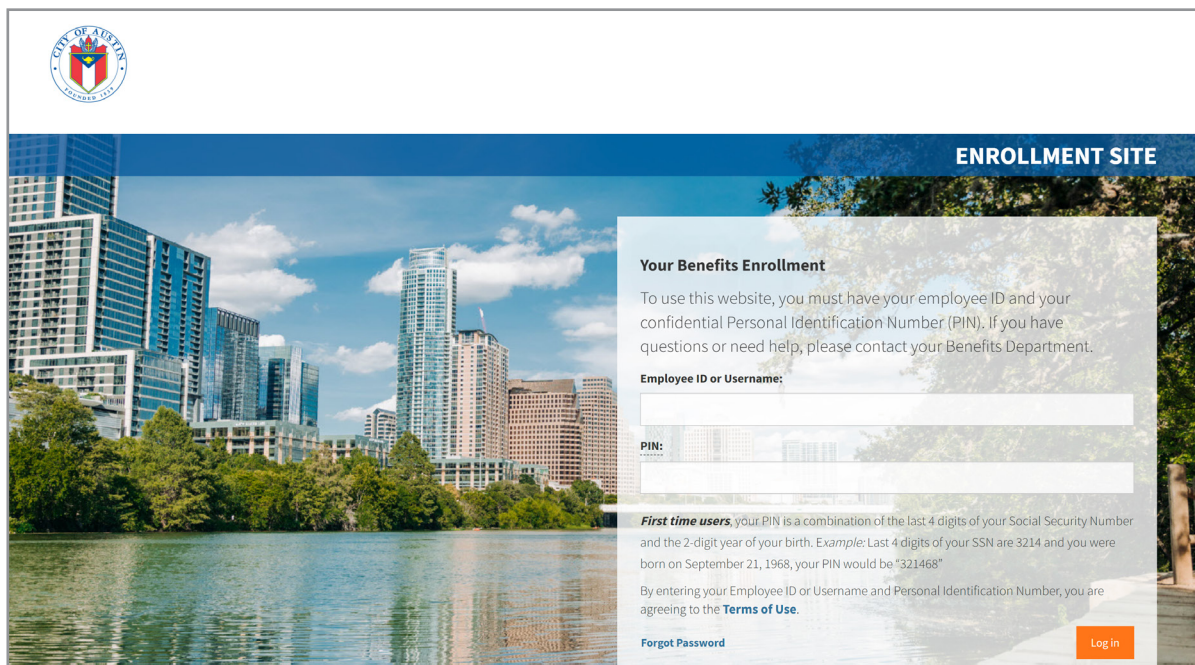 CITY OF AUSTIN
FOUNDED 1839
ENROLLMENT SITE
Your Benefits Enrollment
To use this website, you must have your employee ID and your
confidential Personal Identification Number (PIN). If you have
questions or need help, please contact your Benefits Department.
Employee ID or Username:
PIN:
First time users, your PIN is a combination of the last 4 digits of your Social Security Number
and the 2-digit year of your birth. Example: Last 4 digits of your SSN are 3214 and you were
born on September 21, 1968, your PIN would be “321468”
By entering your Employee ID or Username and Personal Identification Number, you are
agreeing to the Terms of Use.
Forgot Password
Log in